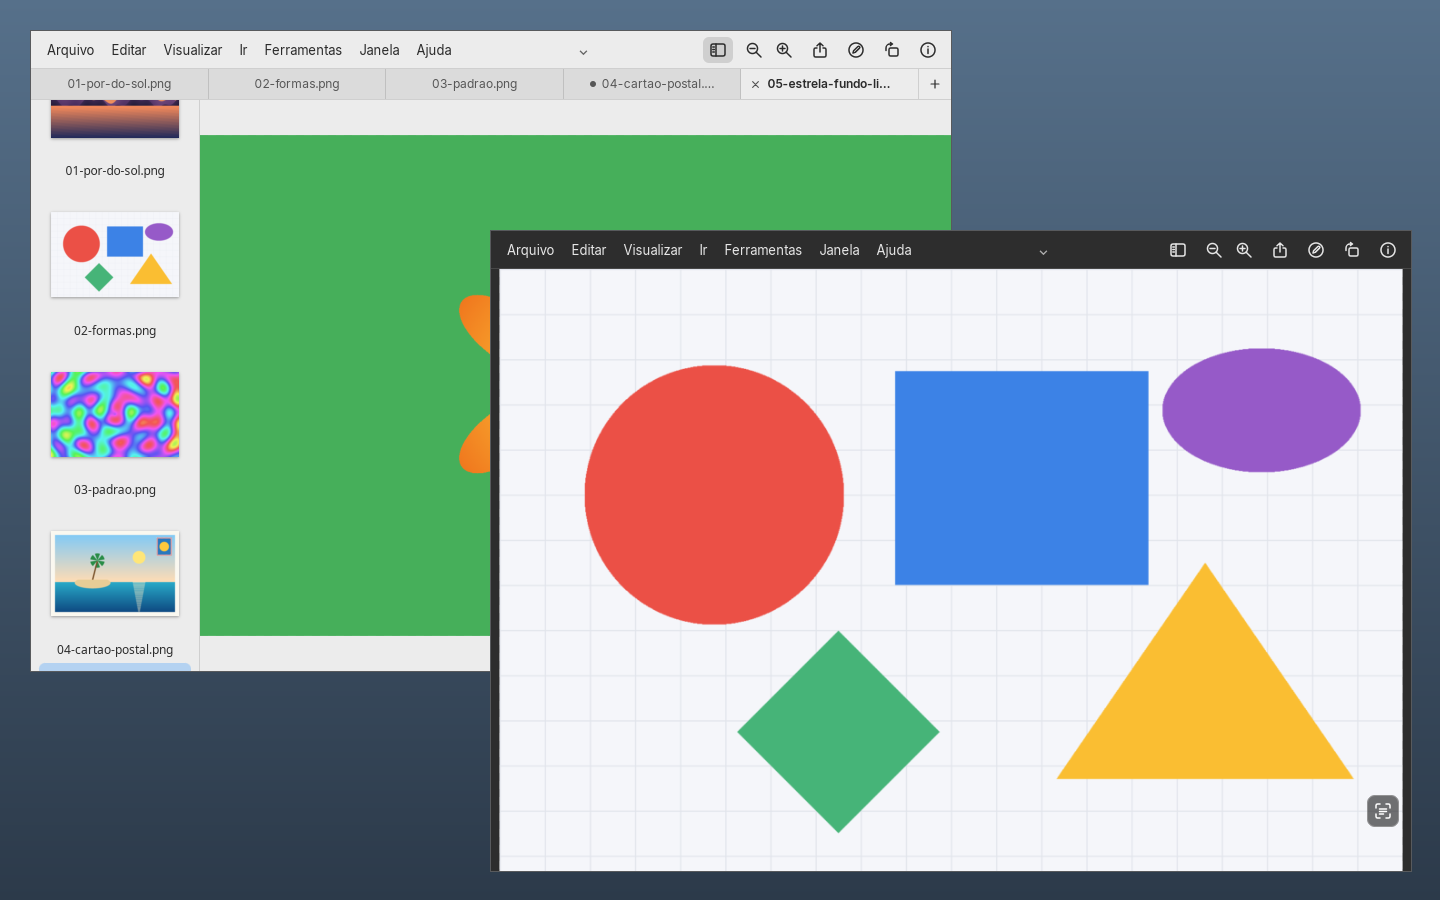 Arquivo Editar Visualizar Ir Ferramentas Janela Ajuda
01-por-do-sol.png 02-formas.png 03-padrao.png 04-cartao-postal.... 05-estrela-fundo-li...
01-por-do-sol.png
02-formas.png
03-padrao.png
04-cartao-postal.png
Arquivo Editar Visualizar Ir Ferramentas Janela Ajuda